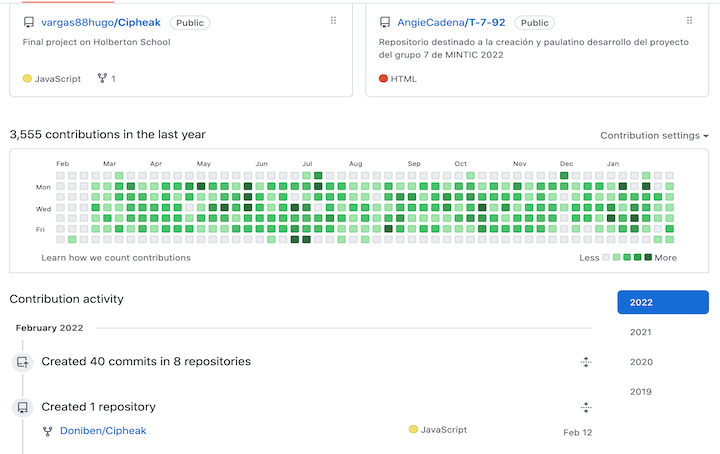 vargas88hugo/Cipheak Public
Final project on Holberton School
JavaScript 1
AngieCadena/T-7-92 Public
Repositorio destinado a la creación y paulatino desarrollo del proyecto
del grupo 7 de MINTIC 2022
HTML
3,555 contributions in the last year
Contribution settings
Feb Mar Apr May Jun Jul Aug Sep Oct Nov Dec Jan
Mon
Wed
Fri
Learn how we count contributions
Less More
Contribution activity
2022
2021
2020
2019
February 2022
Created 40 commits in 8 repositories
Created 1 repository
Doniben/Cipheak JavaScript Feb 12